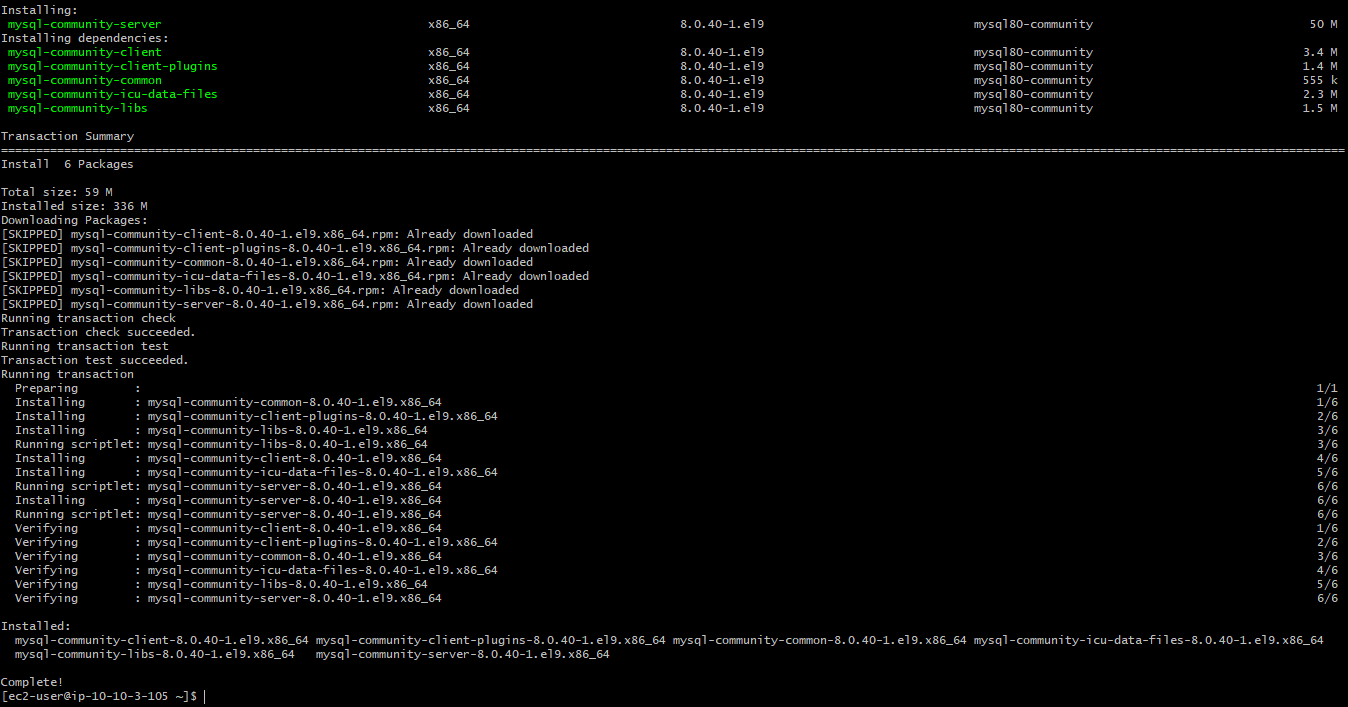 Installing:
 mysql-community-server                                      x86_64                              8.0.40-1.el9                              mysql80-community                              50 M
Installing dependencies:
 mysql-community-client                                      x86_64                              8.0.40-1.el9                              mysql80-community                              3.4 M
 mysql-community-client-plugins                              x86_64                              8.0.40-1.el9                              mysql80-community                              1.4 M
 mysql-community-common                                      x86_64                              8.0.40-1.el9                              mysql80-community                              555 k
 mysql-community-icu-data-files                              x86_64                              8.0.40-1.el9                              mysql80-community                              2.3 M
 mysql-community-libs                                        x86_64                              8.0.40-1.el9                              mysql80-community                              1.5 M

Transaction Summary
================================================================================
Install  6 Packages

Total size: 59 M
Installed size: 336 M
Downloading Packages:
[SKIPPED] mysql-community-client-8.0.40-1.el9.x86_64.rpm: Already downloaded
[SKIPPED] mysql-community-client-plugins-8.0.40-1.el9.x86_64.rpm: Already downloaded
[SKIPPED] mysql-community-common-8.0.40-1.el9.x86_64.rpm: Already downloaded
[SKIPPED] mysql-community-icu-data-files-8.0.40-1.el9.x86_64.rpm: Already downloaded
[SKIPPED] mysql-community-libs-8.0.40-1.el9.x86_64.rpm: Already downloaded
[SKIPPED] mysql-community-server-8.0.40-1.el9.x86_64.rpm: Already downloaded
Running transaction check
Transaction check succeeded.
Running transaction test
Transaction test succeeded.
Running transaction
  Preparing        :                                                    1/1
  Installing       : mysql-community-common-8.0.40-1.el9.x86_64         1/6
  Installing       : mysql-community-client-plugins-8.0.40-1.el9.x86_64 2/6
  Installing       : mysql-community-libs-8.0.40-1.el9.x86_64           3/6
  Running scriptlet: mysql-community-libs-8.0.40-1.el9.x86_64           3/6
  Installing       : mysql-community-client-8.0.40-1.el9.x86_64         4/6
  Installing       : mysql-community-icu-data-files-8.0.40-1.el9.x86_64 5/6
  Running scriptlet: mysql-community-server-8.0.40-1.el9.x86_64         6/6
  Installing       : mysql-community-server-8.0.40-1.el9.x86_64         6/6
  Running scriptlet: mysql-community-server-8.0.40-1.el9.x86_64         6/6
  Verifying        : mysql-community-client-8.0.40-1.el9.x86_64         1/6
  Verifying        : mysql-community-client-plugins-8.0.40-1.el9.x86_64 2/6
  Verifying        : mysql-community-common-8.0.40-1.el9.x86_64         3/6
  Verifying        : mysql-community-icu-data-files-8.0.40-1.el9.x86_64 4/6
  Verifying        : mysql-community-libs-8.0.40-1.el9.x86_64           5/6
  Verifying        : mysql-community-server-8.0.40-1.el9.x86_64         6/6

Installed:
  mysql-community-client-8.0.40-1.el9.x86_64 mysql-community-client-plugins-8.0.40-1.el9.x86_64 mysql-community-common-8.0.40-1.el9.x86_64 mysql-community-icu-data-files-8.0.40-1.el9.x86_64
  mysql-community-libs-8.0.40-1.el9.x86_64   mysql-community-server-8.0.40-1.el9.x86_64

Complete!
[ec2-user@ip-10-10-3-105 ~]$